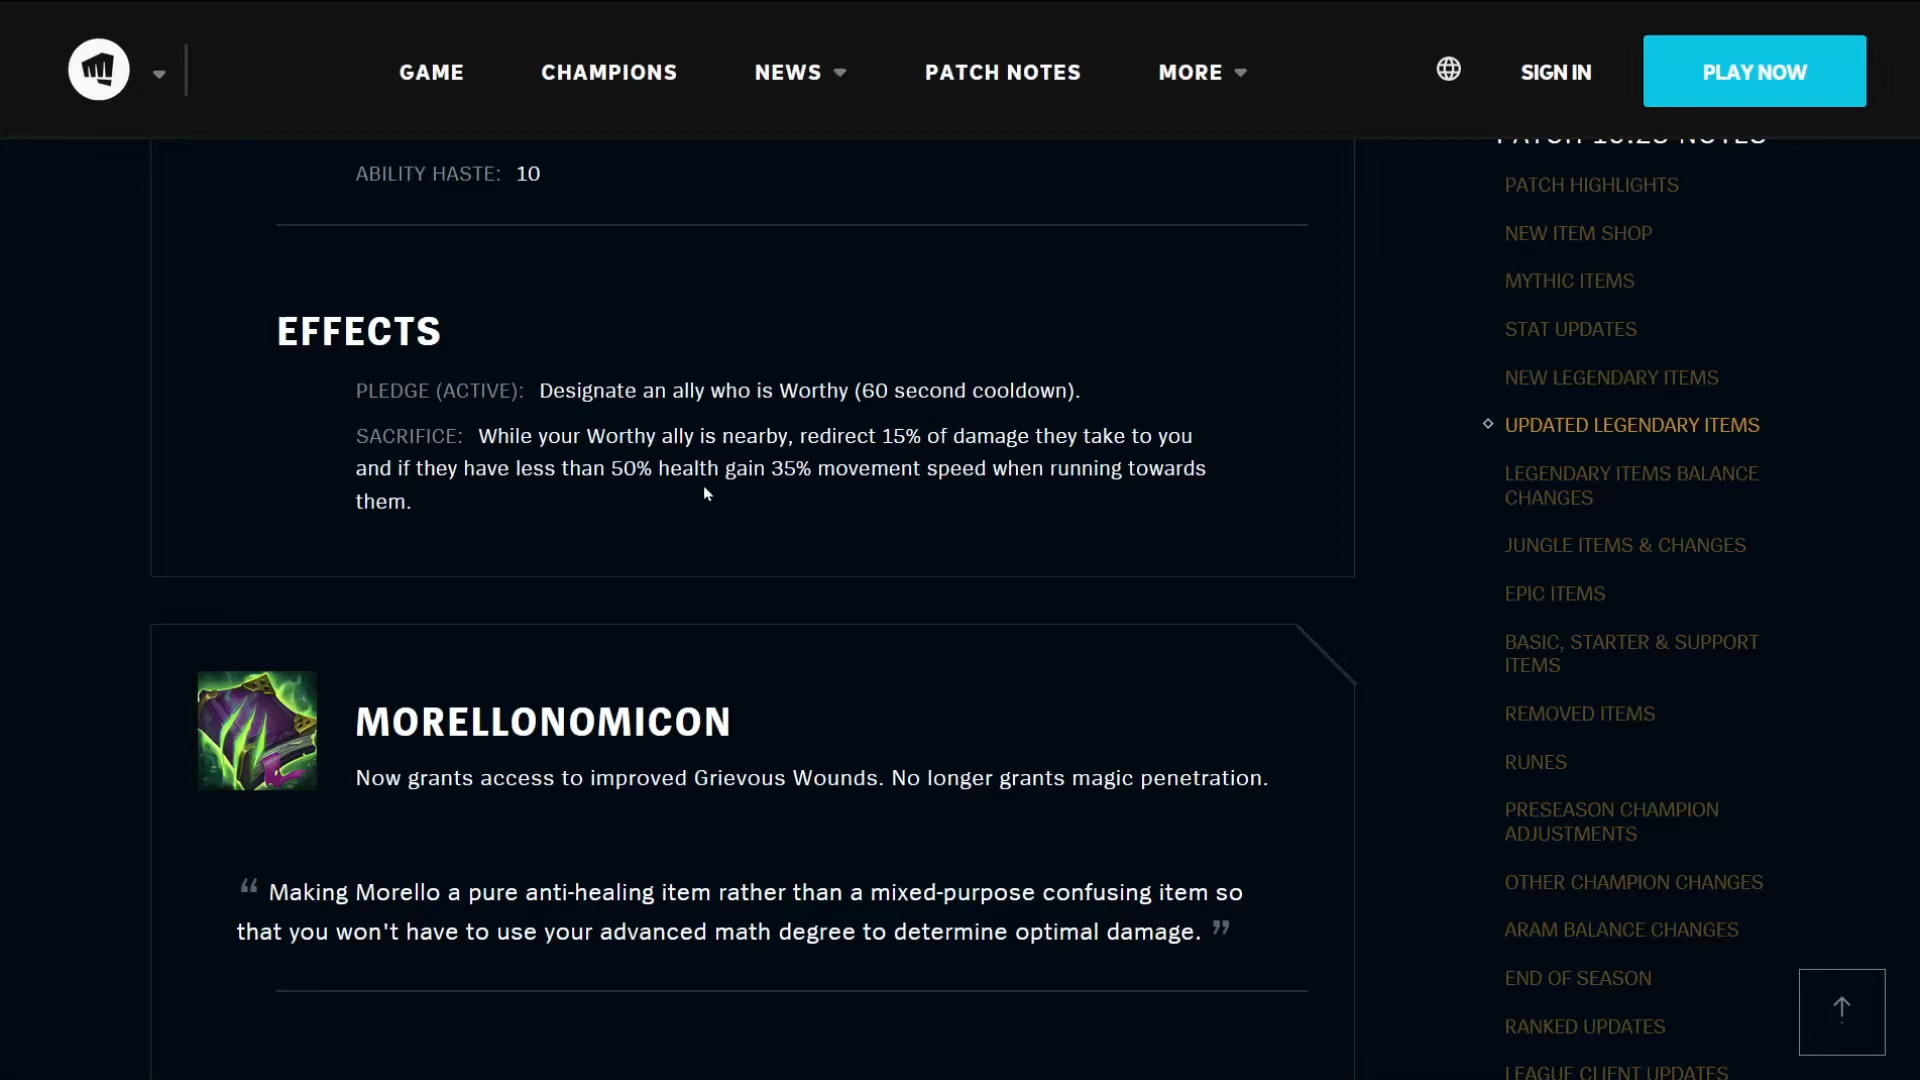 GAME
CHAMPIONS
NEWS
PATCH NOTES
MORE
SIGN IN
PLAY NOW
ABILITY HASTE: 10
EFFECTS
PLEDGE (ACTIVE): Designate an ally who is Worthy (60 second cooldown).
SACRIFICE: While your Worthy ally is nearby, redirect 15% of damage they take to you
and if they have less than 50% health gain 35% movement speed when running towards
them.
MORELLONOMICON
Now grants access to improved Grievous Wounds. No longer grants magic penetration.
“ Making Morello a pure anti-healing item rather than a mixed-purpose confusing item so
that you won't have to use your advanced math degree to determine optimal damage. ”
PATCH 10.23 NOTES
PATCH HIGHLIGHTS
NEW ITEM SHOP
MYTHIC ITEMS
STAT UPDATES
NEW LEGENDARY ITEMS
UPDATED LEGENDARY ITEMS
LEGENDARY ITEMS BALANCE
CHANGES
JUNGLE ITEMS & CHANGES
EPIC ITEMS
BASIC, STARTER & SUPPORT
ITEMS
REMOVED ITEMS
RUNES
PRESEASON CHAMPION
ADJUSTMENTS
OTHER CHAMPION CHANGES
ARAM BALANCE CHANGES
END OF SEASON
RANKED UPDATES
LEAGUE CLIENT UPDATES